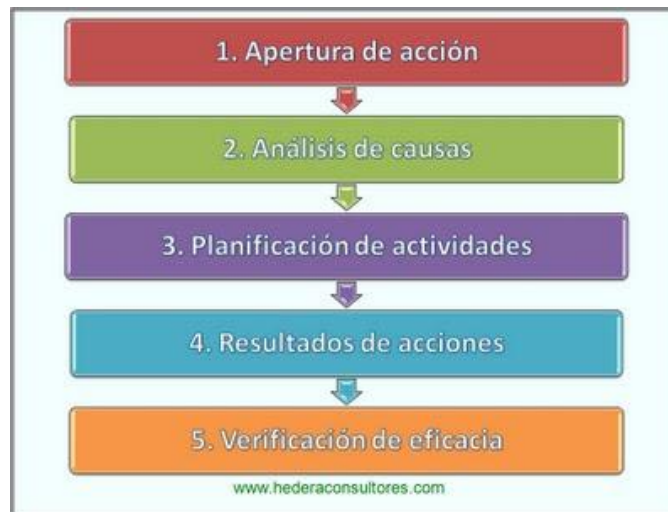 1. Apertura de acción
2. Análisis de causas
3. Planificación de actividades
4. Resultados de acciones
5. Verificación de eficacia
www.hederaconsultores.com